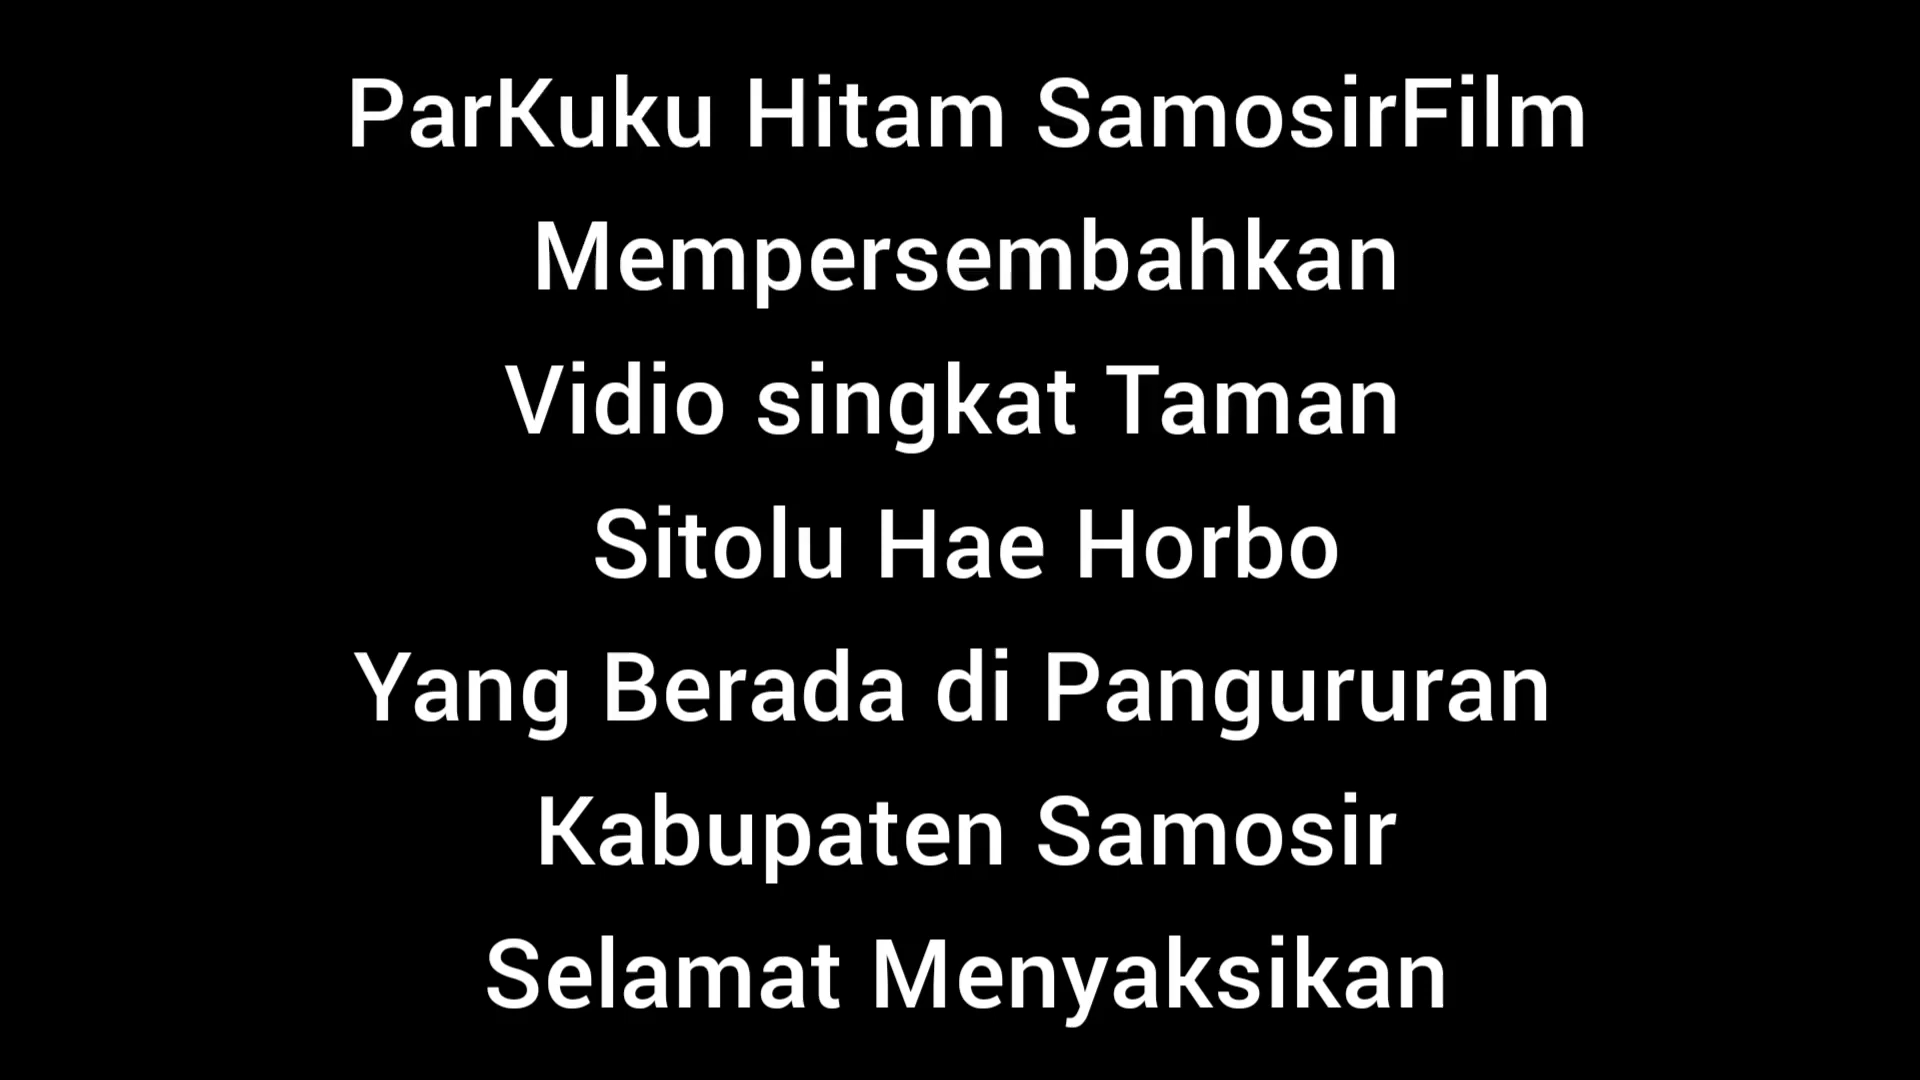 ParKuku Hitam SamosirFilm
Mempersembahkan
Vidio singkat Taman
Sitolu Hae Horbo
Yang Berada di Pangururan
Kabupaten Samosir
Selamat Menyaksikan